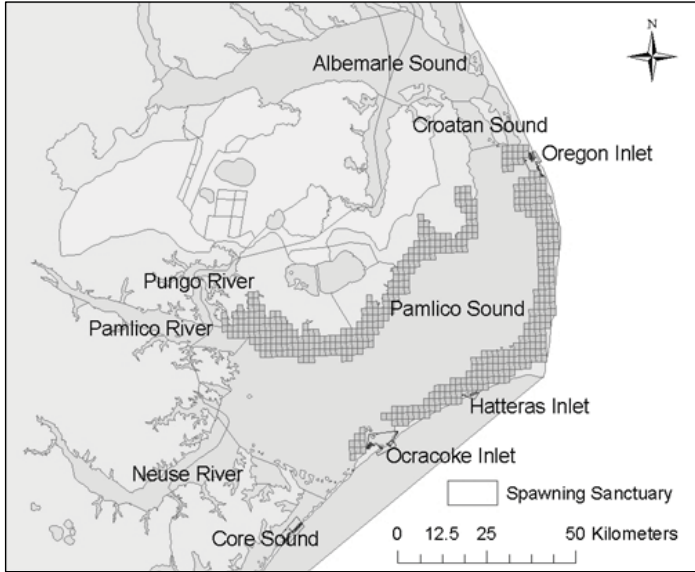 N
Albemarle Sound
Croatan Sound
Oregon Inlet
Pungo River
Pamlico Sound
Pamlico River
Hatteras Inlet
Ocracoke Inlet
Neuse River
Spawning Sanctuary
Core Sound
0 12.5 25 50 Kilometers